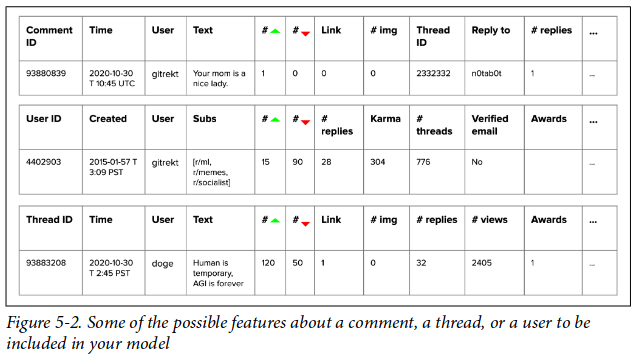 Comment ID Time User Text # ▲ # ▼ Link # img Thread ID Reply to # replies ...
93880839 2020-10-30 T 10:45 UTC gitrekt Your mom is a nice lady. 1 0 0 0 2332332 n0tab0t 1 ...
User ID Created User Subs # ▲ # ▼ # replies Karma # threads Verified email Awards ...
4402903 2015-01-57 T 3:09 PST gitrekt [r/ml, r/memes, r/socialist] 15 90 28 304 776 No ...
Thread ID Time User Text # ▲ # ▼ Link # img # replies # views Awards ...
93883208 2020-10-30 T 2:45 PST doge Human is temporary, AGI is forever 120 50 1 0 32 2405 1 ...
Figure 5-2. Some of the possible features about a comment, a thread, or a user to be
included in your model